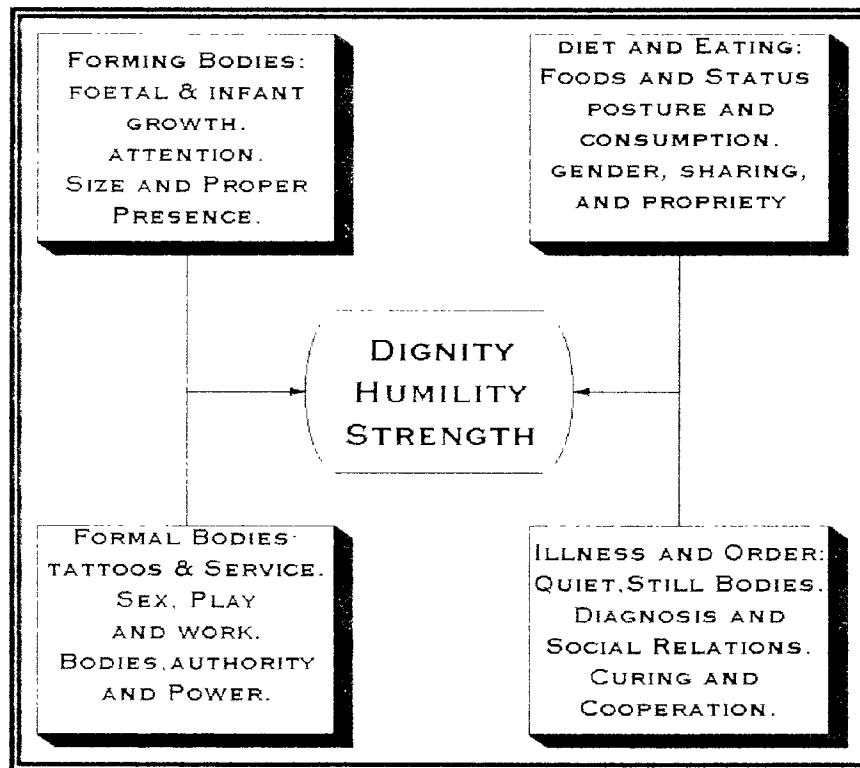 FORMING BODIES:
FOETAL & INFANT
GROWTH.
ATTENTION.
SIZE AND PROPER
PRESENCE.
DIET AND EATING:
FOODS AND STATUS
POSTURE AND
CONSUMPTION.
GENDER, SHARING,
AND PROPRIETY
DIGNITY
HUMILITY
STRENGTH
FORMAL BODIES·
TATTOOS & SERVICE.
SEX, PLAY
AND WORK.
BODIES, AUTHORITY
AND POWER.
ILLNESS AND ORDER:
QUIET, STILL BODIES.
DIAGNOSIS AND
SOCIAL RELATIONS.
CURING AND
COOPERATION.